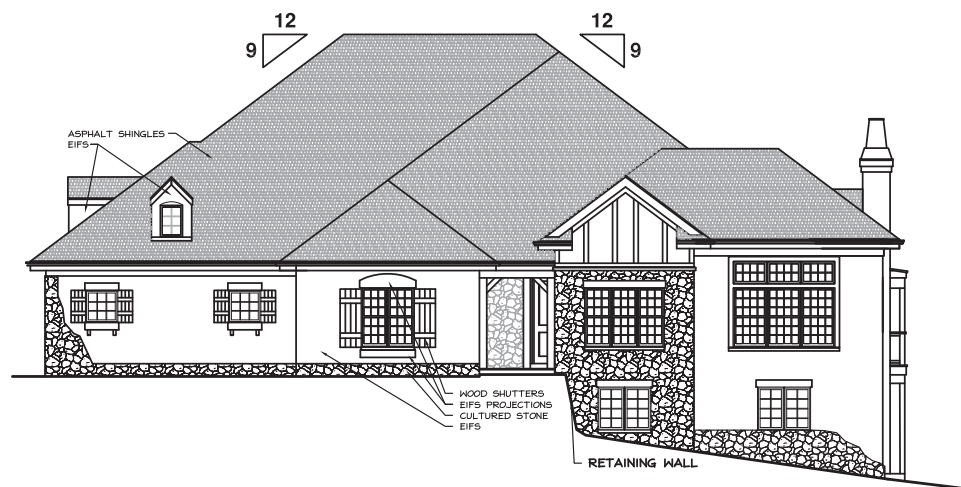 12
9
12
9
ASPHALT SHINGLES
EIFS
WOOD SHUTTERS
EIFS PROJECTIONS
CULTURED STONE
EIFS
RETAINING WALL